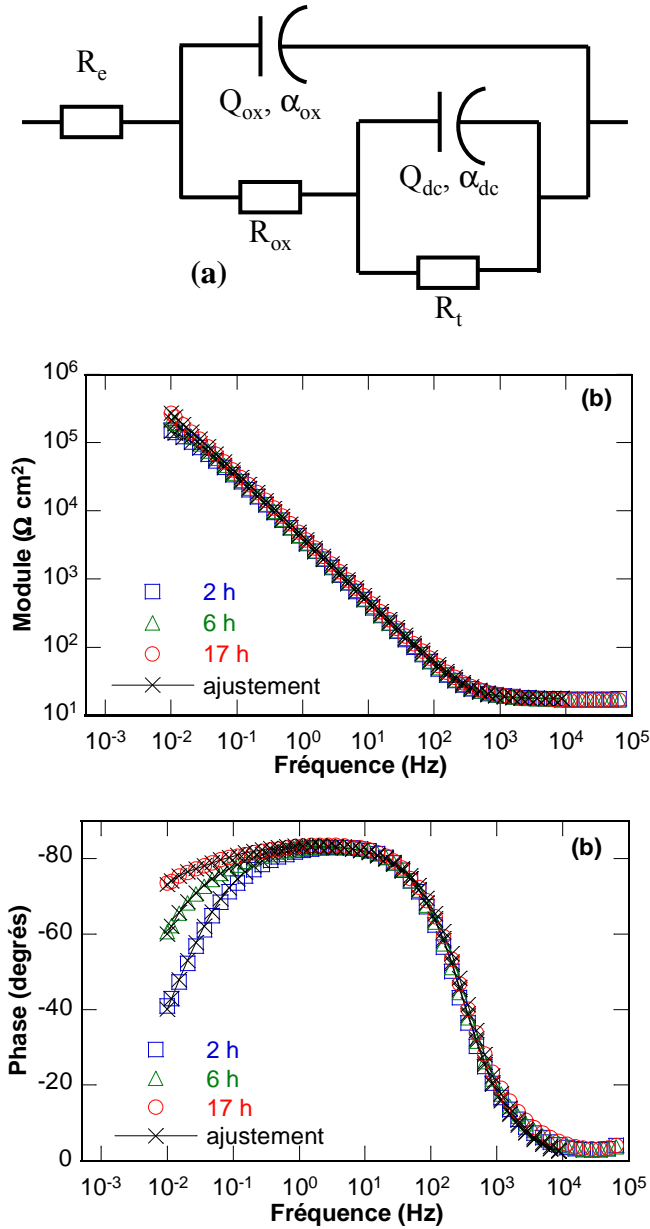 Rₑ
Qₒₓ, αₒₓ
Q_dc, α_dc
Rₒₓ
(a)
Rₜ
(b)
10⁶
10⁵
10⁴
10³
10²
10¹
Module (Ω cm²)
2 h
6 h
17 h
ajustement
10⁻³ 10⁻² 10⁻¹ 10⁰ 10¹ 10² 10³ 10⁴ 10⁵
Fréquence (Hz)
(b)
-80
-60
-40
-20
0
Phase (degrés)
2 h
6 h
17 h
ajustement
10⁻³ 10⁻² 10⁻¹ 10⁰ 10¹ 10² 10³ 10⁴ 10⁵
Fréquence (Hz)